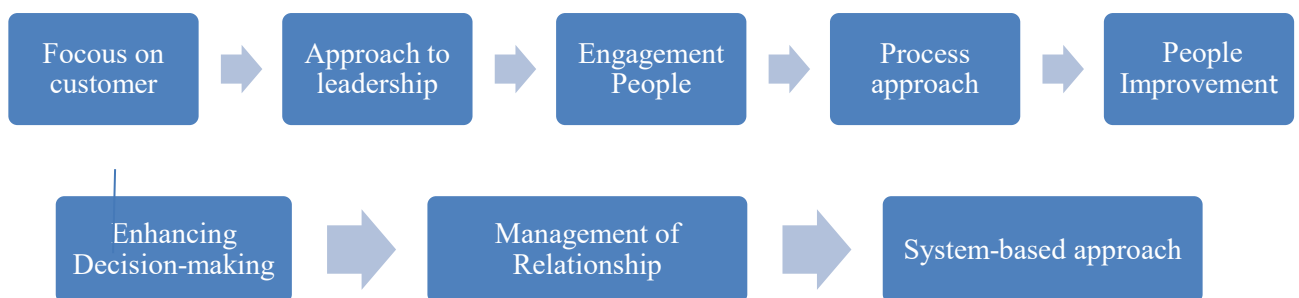 Focous on
customer
Approach to
leadership
Engagement
People
Process
approach
People
Improvement
Enhancing
Decision-making
Management of
Relationship
System-based approach